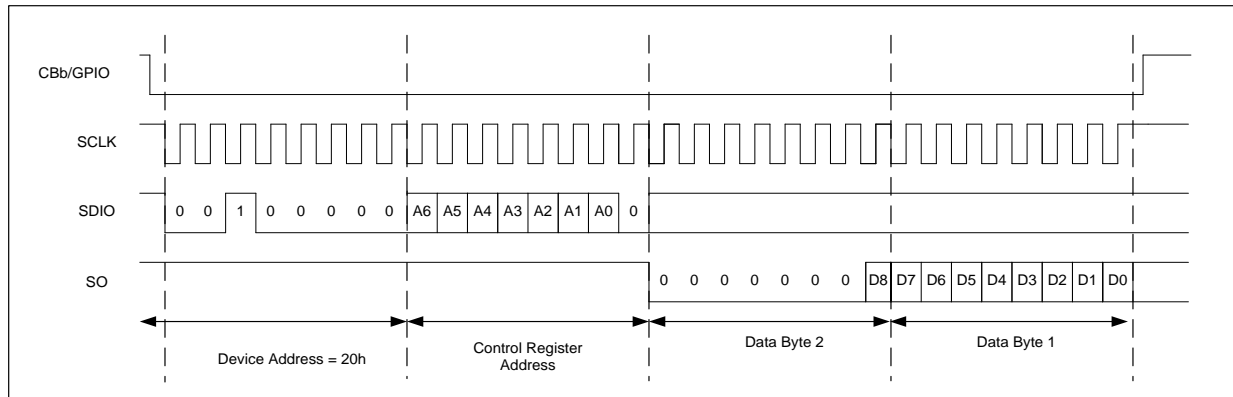 CBb/GPIO
SCLK
SDIO 0 0 1 0 0 0 0 0 A6 A5 A4 A3 A2 A1 A0 0
SO 0 0 0 0 0 0 0 D8 D7 D6 D5 D4 D3 D2 D1 D0
Device Address = 20h
Control Register
Address
Data Byte 2
Data Byte 1